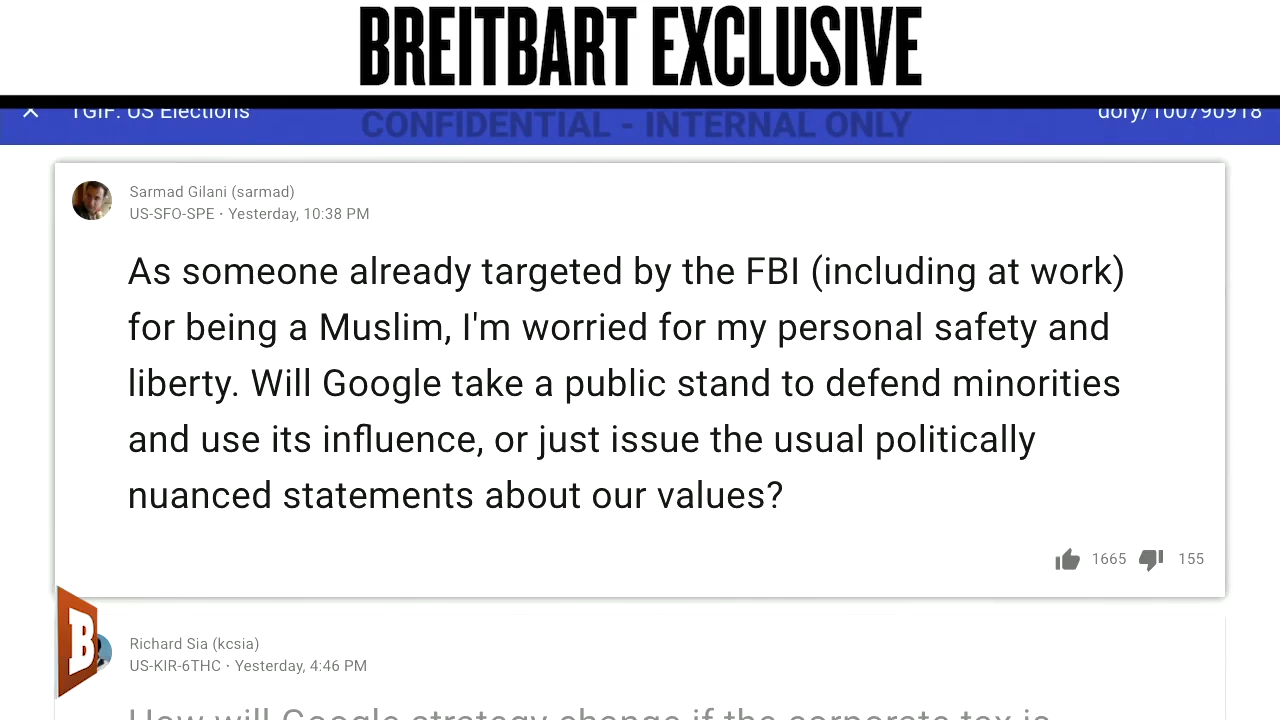 BREITBART EXCLUSIVE
TGIF: US Elections
dory/100790918
CONFIDENTIAL - INTERNAL ONLY
Sarmad Gilani (sarmad)
US-SFO-SPE · Yesterday, 10:38 PM
As someone already targeted by the FBI (including at work)
for being a Muslim, I'm worried for my personal safety and
liberty. Will Google take a public stand to defend minorities
and use its influence, or just issue the usual politically
nuanced statements about our values?
1665 155
B
Richard Sia (kcsia)
US-KIR-6THC · Yesterday, 4:46 PM
How will Google strategy change if the corporate tax is